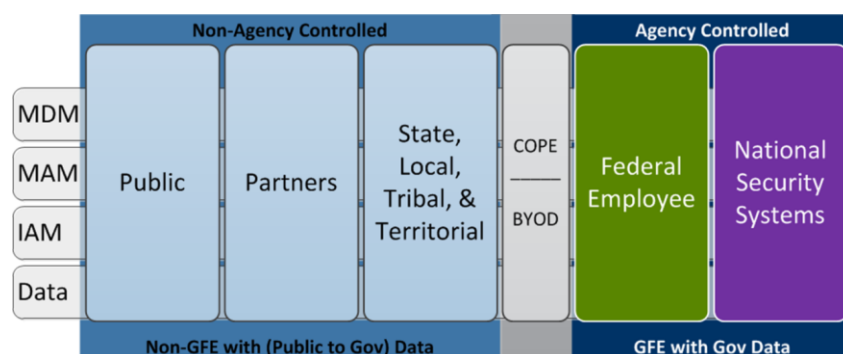 Non-Agency Controlled
Agency Controlled
MDM
MAM
IAM
Data
Public
Partners
State,
Local,
Tribal, &
Territorial
COPE
BYOD
Federal
Employee
National
Security
Systems
Non-GFE with (Public to Gov) Data
GFE with Gov Data